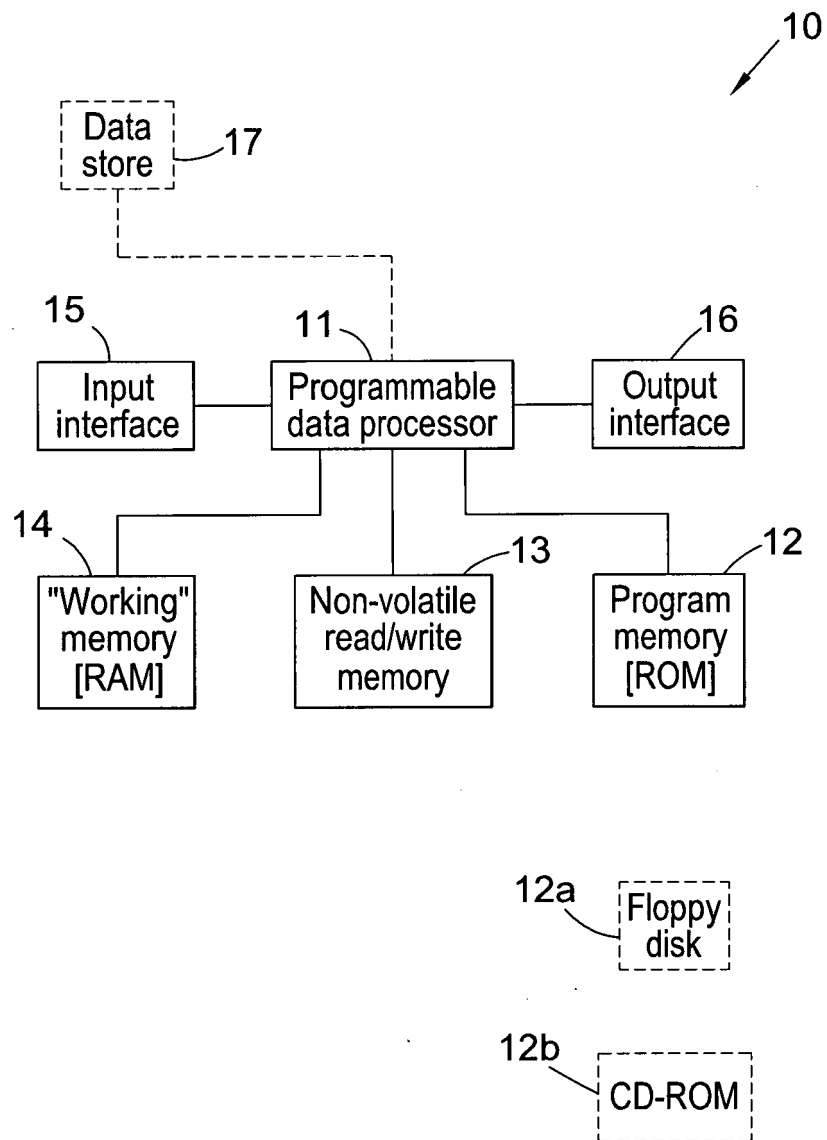 10
Data
store
17
15
11
16
Input
interface
Programmable
data processor
Output
interface
14
13
12
"Working"
memory
[RAM]
Non-volatile
read/write
memory
Program
memory
[ROM]
12a
Floppy
disk
12b
CD-ROM